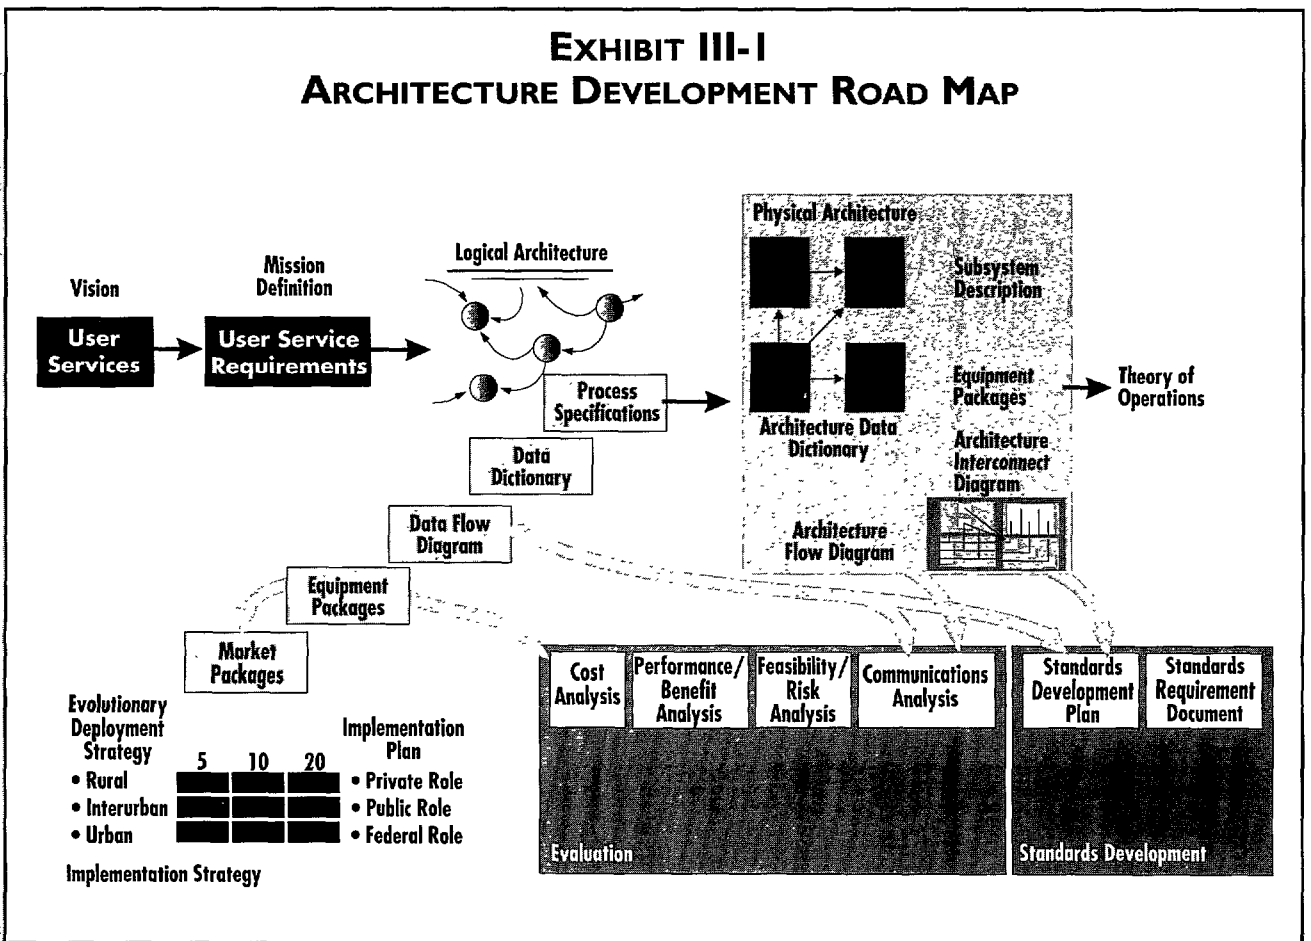 EXHIBIT III-I
ARCHITECTURE DEVELOPMENT ROAD MAP
Vision
User
Services
Mission
Definition
User Service
Requirements
Logical Architecture
Process
Specifications
Data
Dictionary
Data Flow
Diagram
Equipment
Packages
Market
Packages
Physical Architecture
Subsystem
Description
Equipment
Packages
Architecture Data
Dictionary
Architecture
Interconnect
Diagram
Architecture
Flow Diagram
Theory of
Operations
Cost
Analysis
Performance/
Benefit
Analysis
Feasibility/
Risk
Analysis
Communications
Analysis
Evaluation
Standards
Development
Plan
Standards
Requirement
Document
Standards Development
Evolutionary
Deployment
Strategy
5 10 20
• Rural
• Interurban
• Urban
Implementation
Plan
• Private Role
• Public Role
• Federal Role
Implementation Strategy